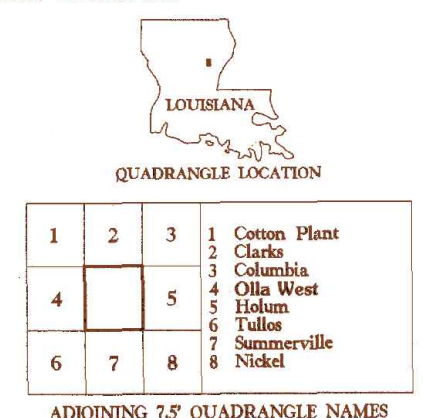 LOUISIANA
QUADRANGLE LOCATION
1 2 3
4 5
6 7 8
1 Cotton Plant
2 Clarks
3 Columbia
4 Olla West
5 Holum
6 Tullos
7 Summerville
8 Nickel
ADJOINING 7.5' QUADRANGLE NAMES